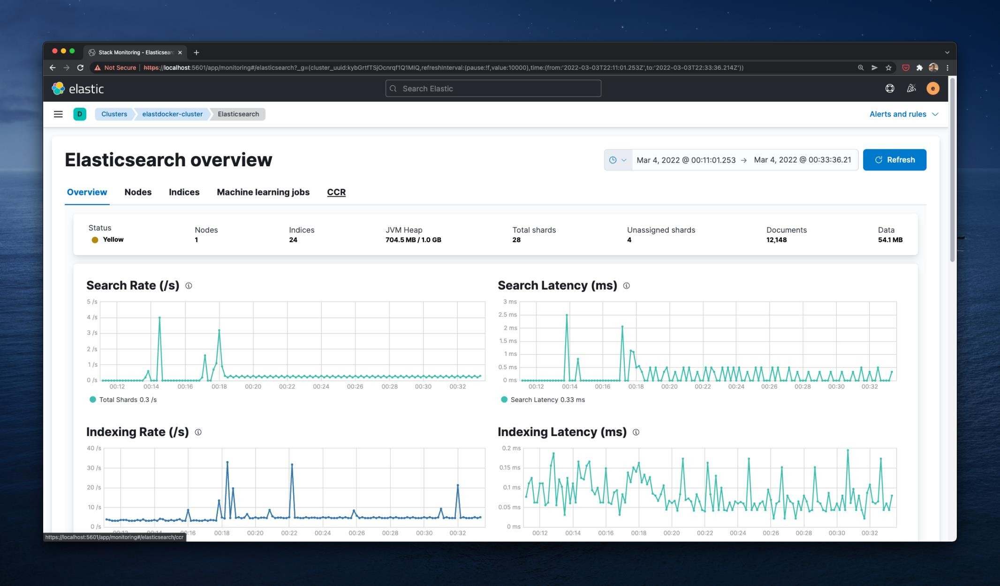 Stack Monitoring - Elasticsear
Not Secure
https://localhost:5601/app/monitoring#/elasticsearch?_g=(cluster_uuid:kybGrtfTSjOcnrqf1Q1MIQ,refreshInterval:(pause:!f,value:10000),time:(from:'2022-03-03T22:11:01.253Z',to:'2022-03-03T22:33:36.214Z'))
elastic
Search Elastic
e
D
Clusters
elastdocker-cluster
Elasticsearch
Alerts and rules
Elasticsearch overview
Mar 4, 2022 @ 00:11:01.253 → Mar 4, 2022 @ 00:33:36.21
Refresh
Overview Nodes Indices Machine learning jobs CCR
Status Nodes Indices JVM Heap Total shards Unassigned shards Documents Data
Yellow 1 24 704.5 MB / 1.0 GB 28 4 12,148 54.1 MB
Search Rate (/s)
5 /s
4 /s
3 /s
2 /s
1 /s
0 /s
00:12 00:14 00:16 00:18 00:20 00:22 00:24 00:26 00:28 00:30 00:32
Total Shards 0.3 /s
Search Latency (ms)
3 ms
2.5 ms
2 ms
1.5 ms
1 ms
0.5 ms
0 ms
00:12 00:14 00:16 00:18 00:20 00:22 00:24 00:26 00:28 00:30 00:32
Search Latency 0.33 ms
Indexing Rate (/s)
40 /s
30 /s
20 /s
10 /s
0 /s
00:12 00:14 00:16 00:18 00:20 00:22 00:24 00:26 00:28 00:30 00:32
Indexing Latency (ms)
0.2 ms
0.15 ms
0.1 ms
0.05 ms
0 ms
00:12 00:14 00:16 00:18 00:20 00:22 00:24 00:26 00:28 00:30 00:32
https://localhost:5601/app/monitoring#/elasticsearch/ccr